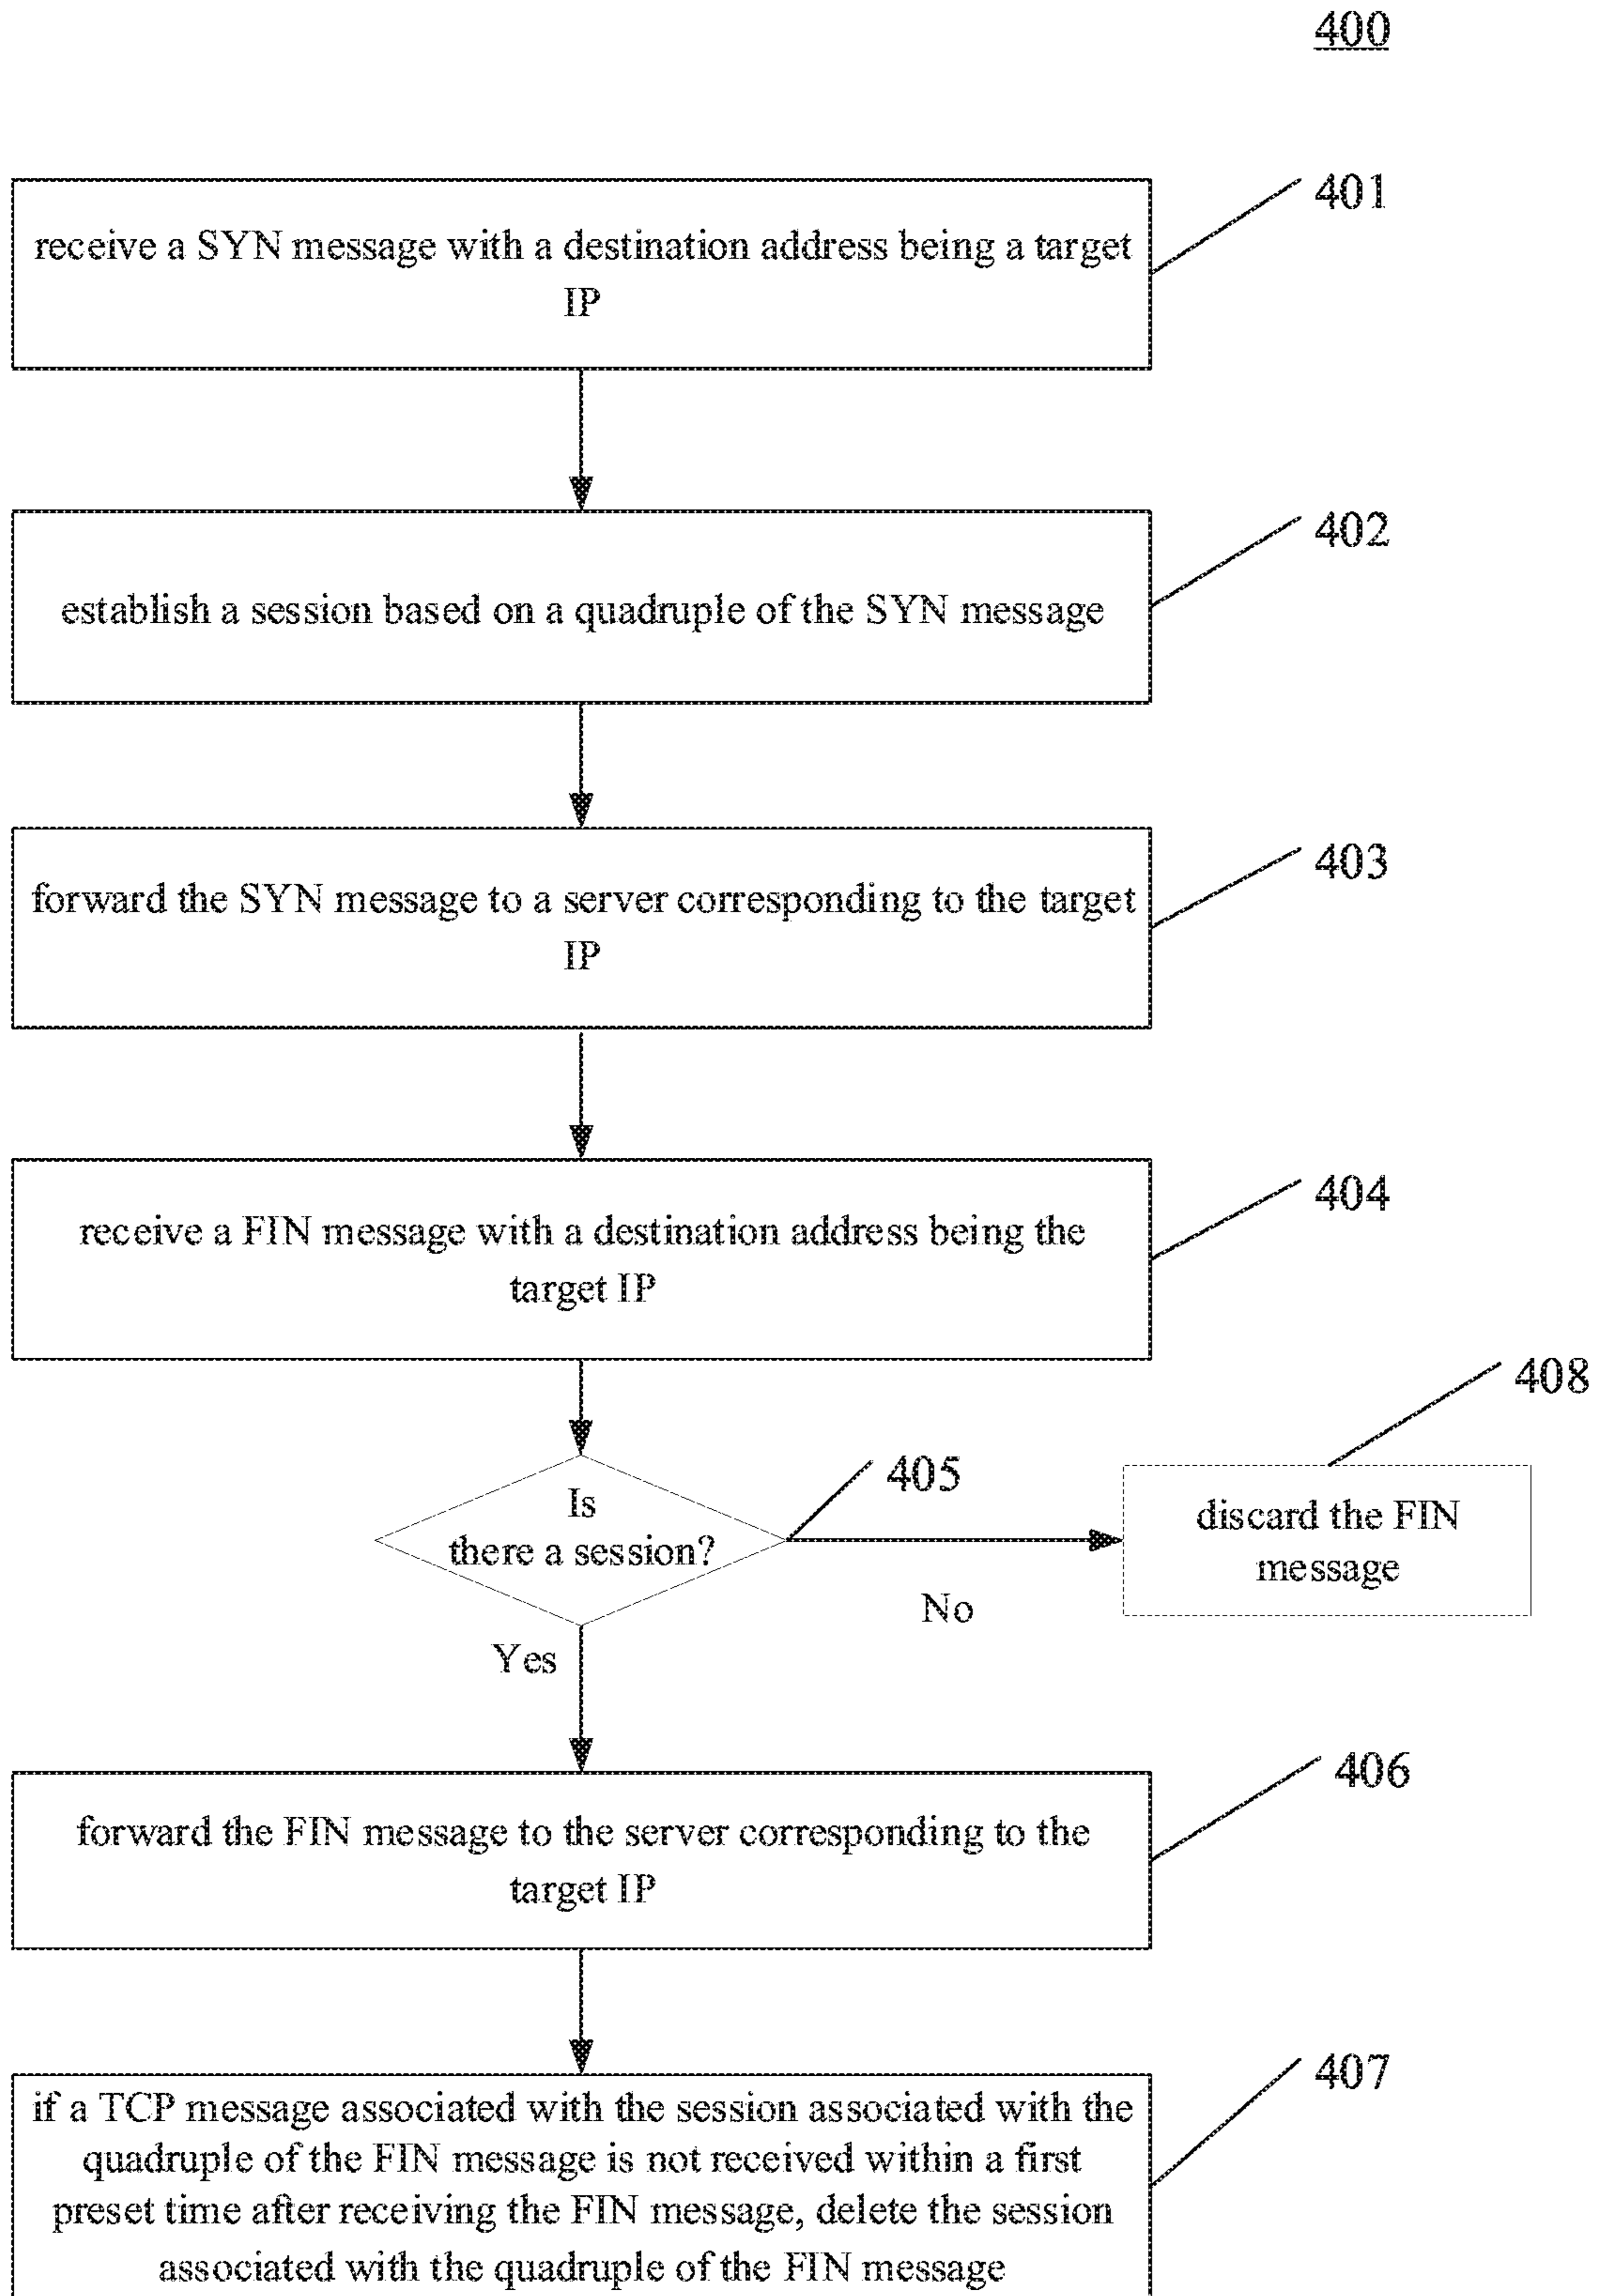 400
401
receive a SYN message with a destination address being a target
IP
402
establish a session based on a quadruple of the SYN message
403
forward the SYN message to a server corresponding to the target
IP
404
receive a FIN message with a destination address being the
target IP
408
405
Is
there a session?
discard the FIN
message
No
Yes
406
forward the FIN message to the server corresponding to the
target IP
407
if a TCP message associated with the session associated with the
quadruple of the FIN message is not received within a first
preset time after receiving the FIN message, delete the session
associated with the quadruple of the FIN message